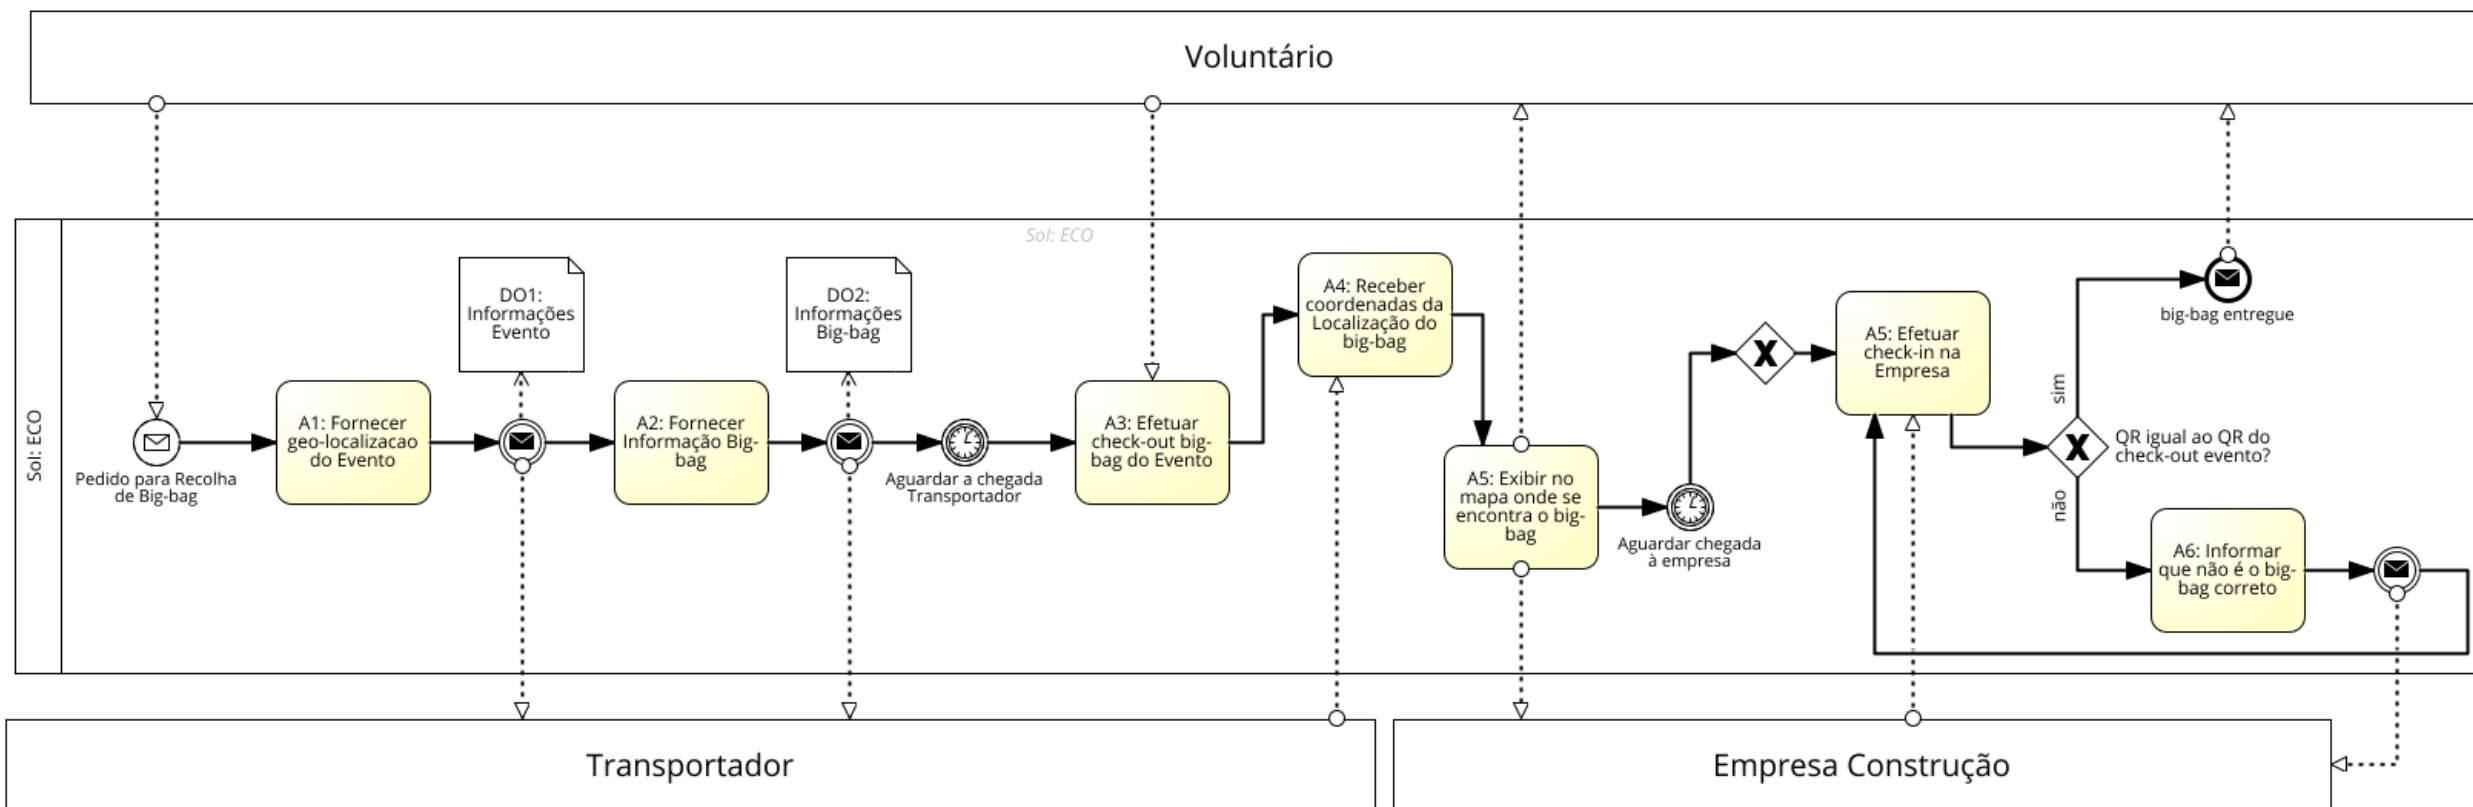 Voluntário
Sol: ECO
Sol: ECO
Pedido para Recolha
de Big-bag
A1: Fornecer
geo-localizacao
do Evento
DO1:
Informações
Evento
A2: Fornecer
Informação Big-
bag
DO2:
Informações
Big-bag
Aguardar a chegada
Transportador
A3: Efetuar
check-out big-
bag do Evento
A4: Receber
coordenadas da
Localização do
big-bag
A5: Exibir no
mapa onde se
encontra o big-
bag
Aguardar chegada
à empresa
A5: Efetuar
check-in na
Empresa
QR igual ao QR do
check-out evento?
sim
big-bag entregue
não
A6: Informar
que não é o big-
bag correto
Transportador
Empresa Construção